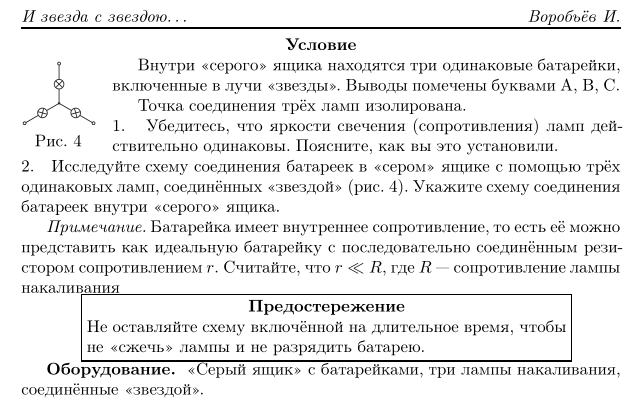 И звезда с звездою...
Воробьёв И.
Условие
Внутри «серого» ящика находятся три одинаковые батарейки,
включенные в лучи «звезды». Выводы помечены буквами A, B, C.
Точка соединения трёх ламп изолирована.
1. Убедитесь, что яркости свечения (сопротивления) ламп дей-
ствительно одинаковы. Поясните, как вы это установили.
Рис. 4
2. Исследуйте схему соединения батареек в «сером» ящике с помощью трёх
одинаковых ламп, соединённых «звездой» (рис. 4). Укажите схему соединения
батареек внутри «серого» ящика.
Примечание. Батарейка имеет внутреннее сопротивление, то есть её можно
представить как идеальную батарейку с последовательно соединённым рези-
стором сопротивлением r. Считайте, что r ≪ R, где R — сопротивление лампы
накаливания
Предостережение
Не оставляйте схему включённой на длительное время, чтобы
не «сжечь» лампы и не разрядить батарею.
Оборудование. «Серый ящик» с батарейками, три лампы накаливания,
соединённые «звездой».